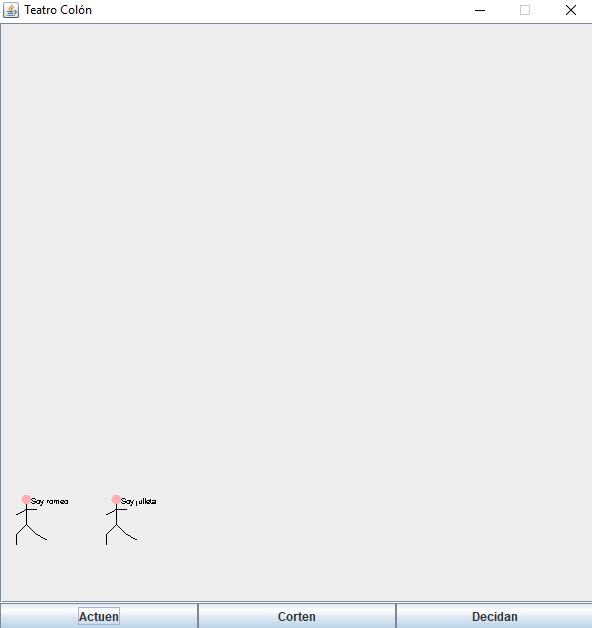 Teatro Colón
Soy romeo
Soy julieta
Actuen
Corten
Decidan